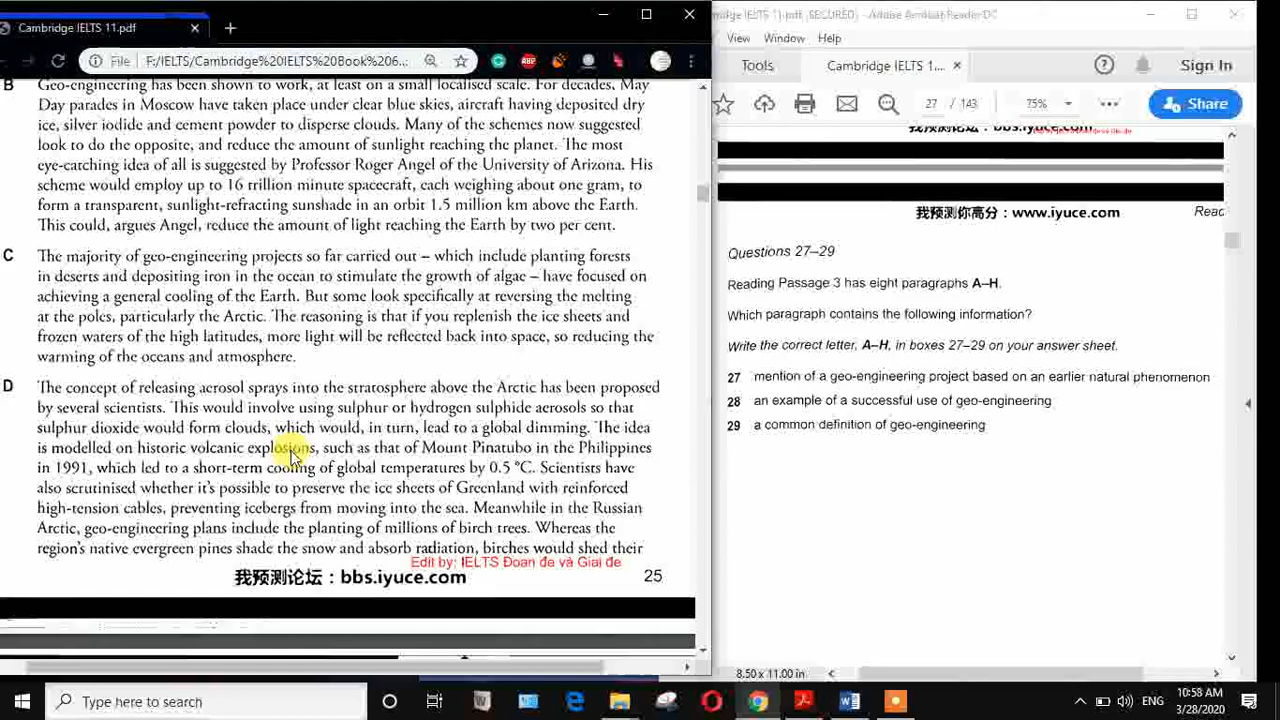 Cambridge IELTS 11.pdf
File
F:/IELTS/Cambridge%20IELTS%20Book%206...
B Geo-engineering has been shown to work, at least on a small localised scale. For decades, May
Day parades in Moscow have taken place under clear blue skies, aircraft having deposited dry
ice, silver iodide and cement powder to disperse clouds. Many of the schemes now suggested
look to do the opposite, and reduce the amount of sunlight reaching the planet. The most
eye-catching idea of all is suggested by Professor Roger Angel of the University of Arizona. His
scheme would employ up to 16 trillion minute spacecraft, each weighing about one gram, to
form a transparent, sunlight-refracting sunshade in an orbit 1.5 million km above the Earth.
This could, argues Angel, reduce the amount of light reaching the Earth by two per cent.
C The majority of geo-engineering projects so far carried out – which include planting forests
in deserts and depositing iron in the ocean to stimulate the growth of algae – have focused on
achieving a general cooling of the Earth. But some look specifically at reversing the melting
at the poles, particularly the Arctic. The reasoning is that if you replenish the ice sheets and
frozen waters of the high latitudes, more light will be reflected back into space, so reducing the
warming of the oceans and atmosphere.
D The concept of releasing aerosol sprays into the stratosphere above the Arctic has been proposed
by several scientists. This would involve using sulphur or hydrogen sulphide aerosols so that
sulphur dioxide would form clouds, which would, in turn, lead to a global dimming. The idea
is modelled on historic volcanic explosions, such as that of Mount Pinatubo in the Philippines
in 1991, which led to a short-term cooling of global temperatures by 0.5 °C. Scientists have
also scrutinised whether it's possible to preserve the ice sheets of Greenland with reinforced
high-tension cables, preventing icebergs from moving into the sea. Meanwhile in the Russian
Arctic, geo-engineering plans include the planting of millions of birch trees. Whereas the
region's native evergreen pines shade the snow and absorb radiation, birches would shed their
Edit by: IELTS Đoan đe và Giai đe
我预测论坛：bbs.iyuce.com
25
bridge IELTS 11.pdf (SECURED) - Adobe Acrobat Reader DC
View Window Help
Tools
Cambridge IELTS 1...
Sign In
27 / 143
75%
Share
我预测论坛：bbs.iyuce.com
我预测你高分：www.iyuce.com
Reac
Questions 27–29
Reading Passage 3 has eight paragraphs A–H.
Which paragraph contains the following information?
Write the correct letter, A–H, in boxes 27–29 on your answer sheet.
27 mention of a geo-engineering project based on an earlier natural phenomenon
28 an example of a successful use of geo-engineering
29 a common definition of geo-engineering
8.50 x 11.00 in
Type here to search
ENG
10:58 AM
3/28/2020